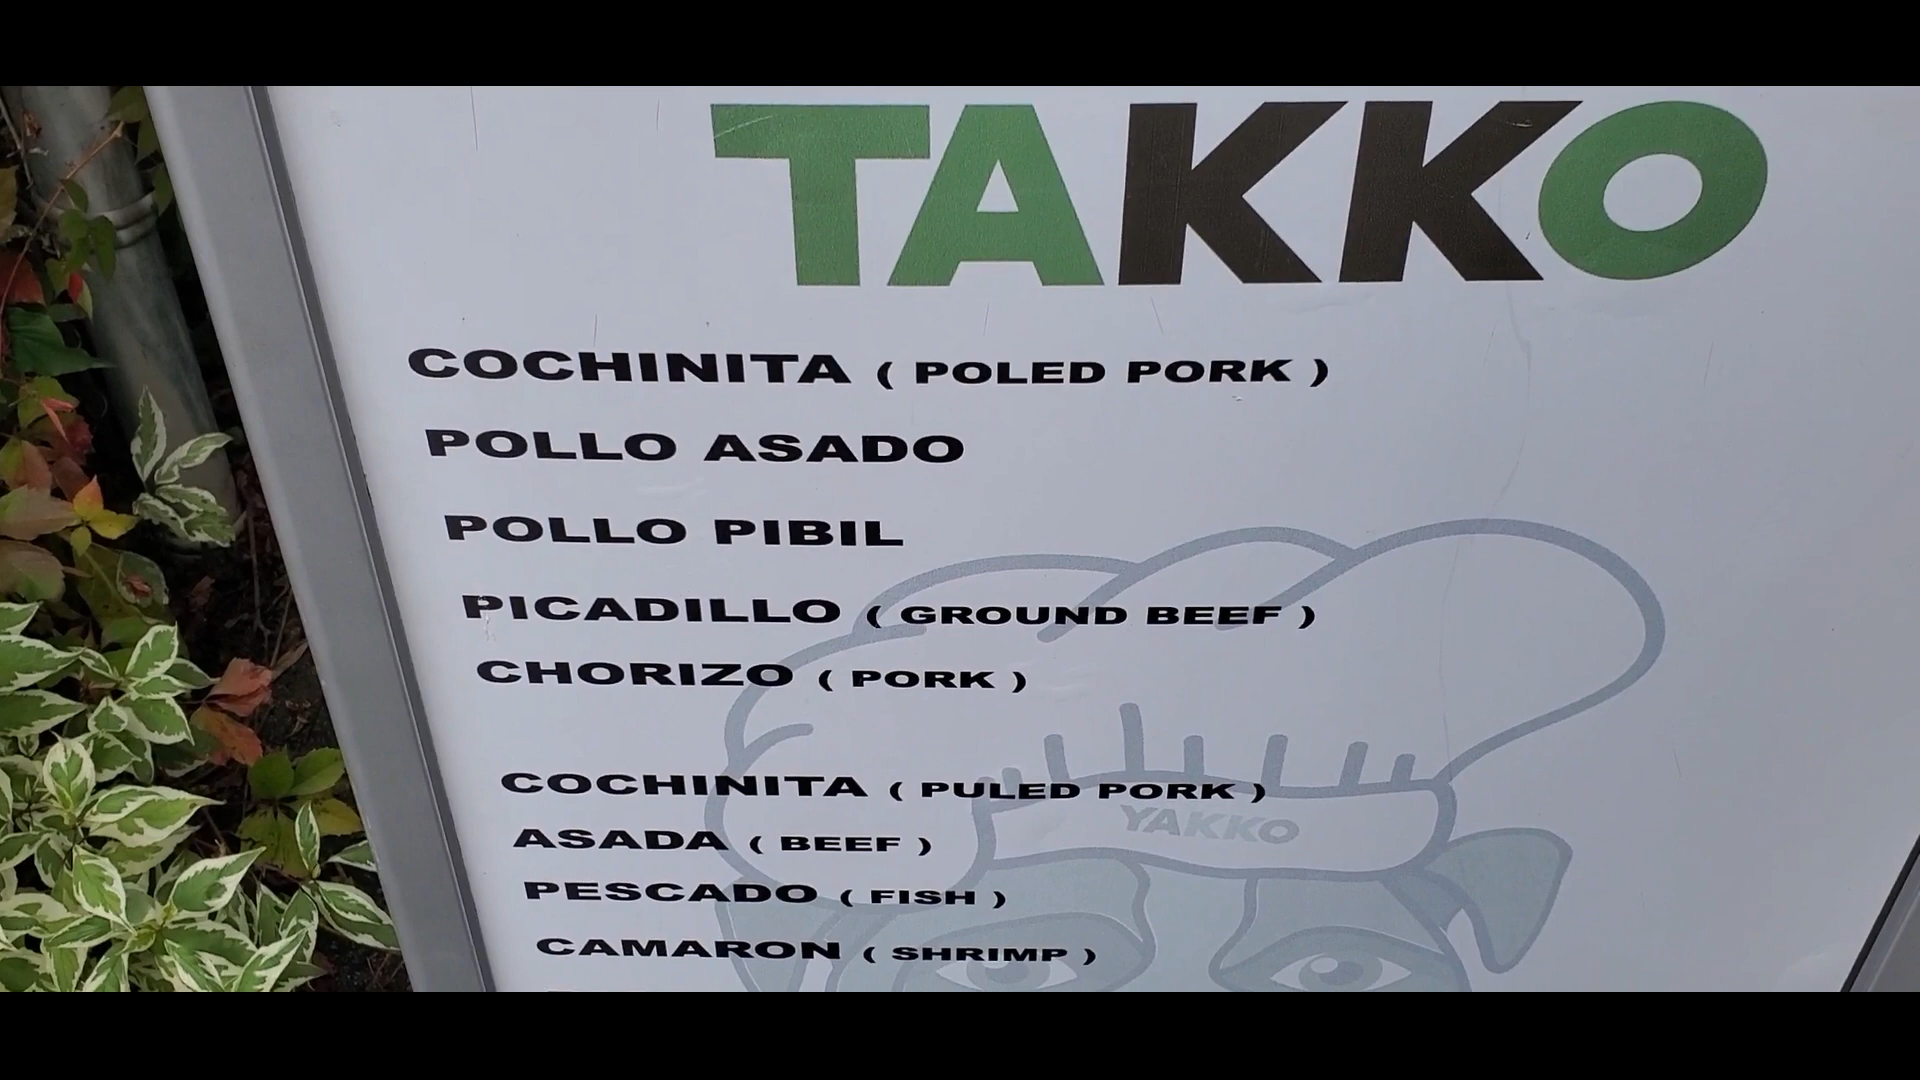 TAKKO
COCHINITA ( POLED PORK )
POLLO ASADO
POLLO PIBIL
PICADILLO ( GROUND BEEF )
CHORIZO ( PORK )
COCHINITA ( PULED PORK )
YAKKO
ASADA ( BEEF )
PESCADO ( FISH )
CAMARON ( SHRIMP )